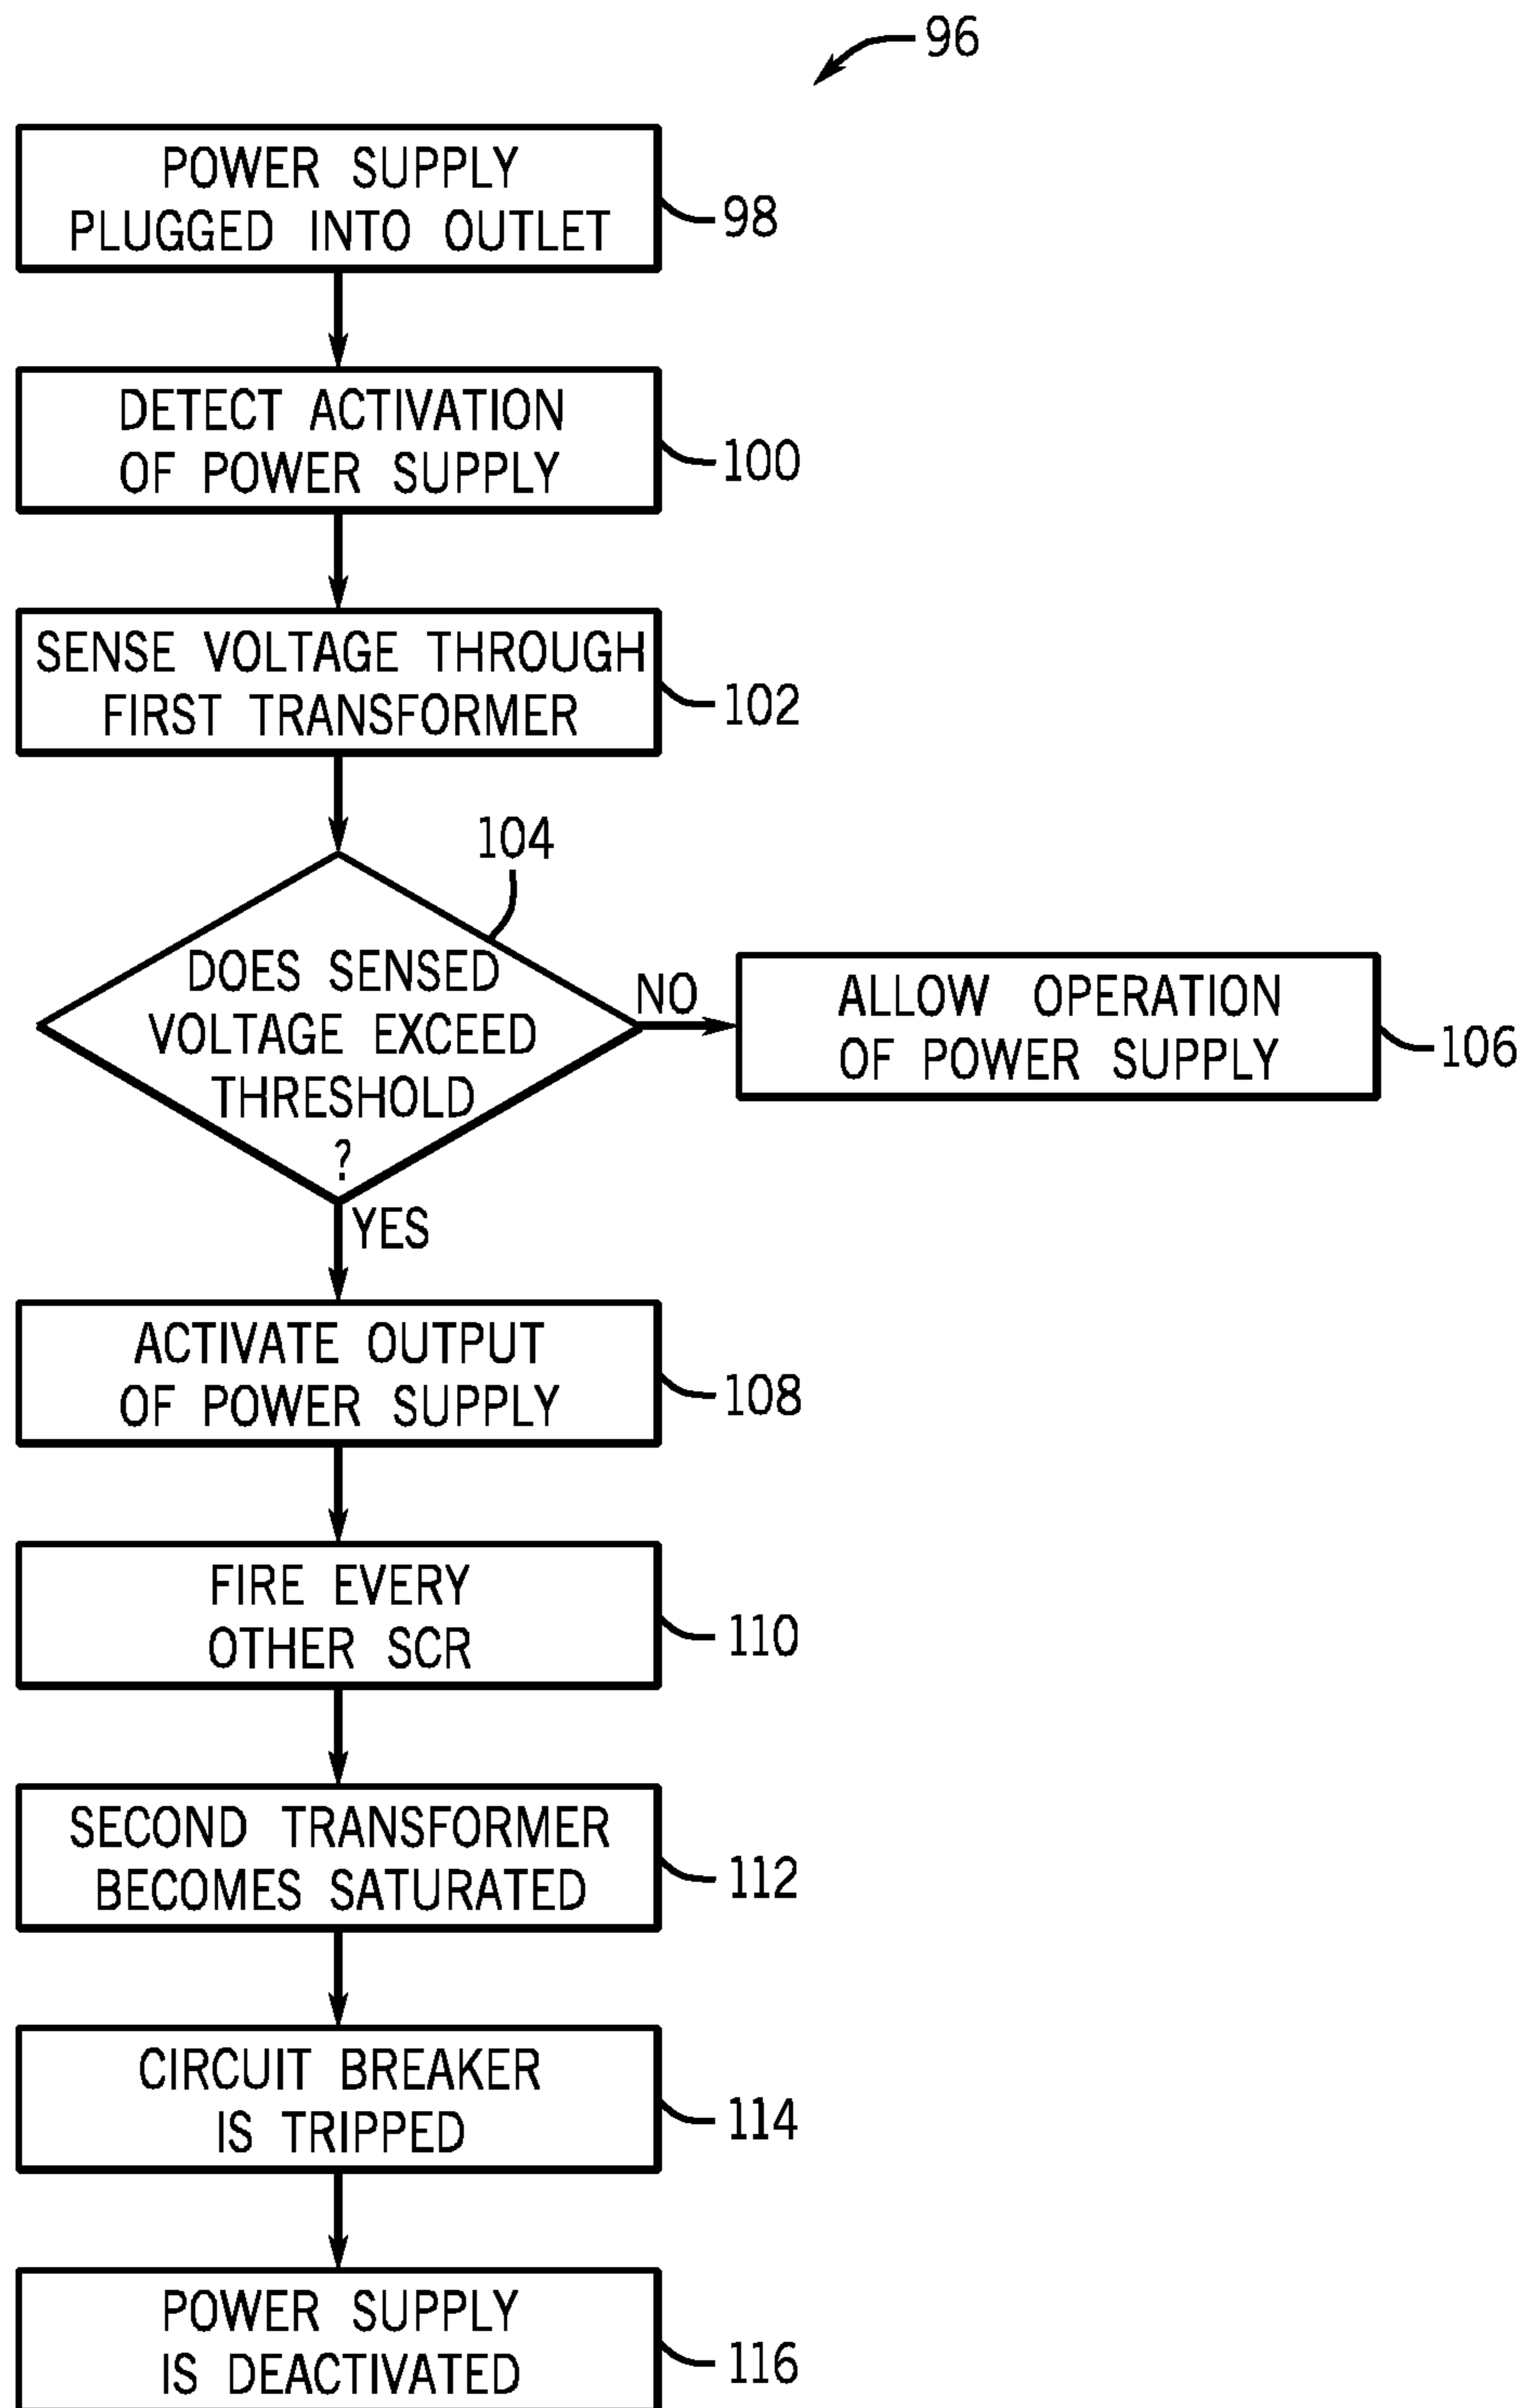 96
POWER SUPPLY
PLUGGED INTO OUTLET
98
DETECT ACTIVATION
OF POWER SUPPLY
100
SENSE VOLTAGE THROUGH
FIRST TRANSFORMER
102
104
DOES SENSED
VOLTAGE EXCEED
THRESHOLD
?
NO
ALLOW OPERATION
OF POWER SUPPLY
106
YES
ACTIVATE OUTPUT
OF POWER SUPPLY
108
FIRE EVERY
OTHER SCR
110
SECOND TRANSFORMER
BECOMES SATURATED
112
CIRCUIT BREAKER
IS TRIPPED
114
POWER SUPPLY
IS DEACTIVATED
116